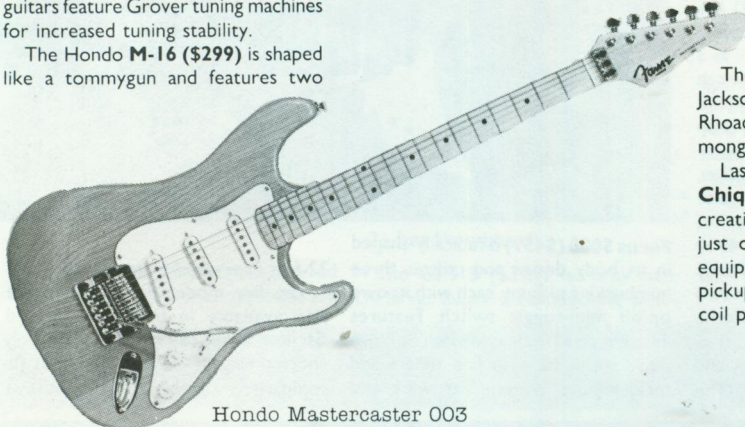 guitars feature Grover tuning machines
for increased tuning stability.
The Hondo M-16 ($299) is shaped
like a tommygun and features two
Fame
Hondo Mastercaster 003
Th
Jackso
Rhoad
mong
Las
Chiq
creati
just c
equip
pickup
coil p